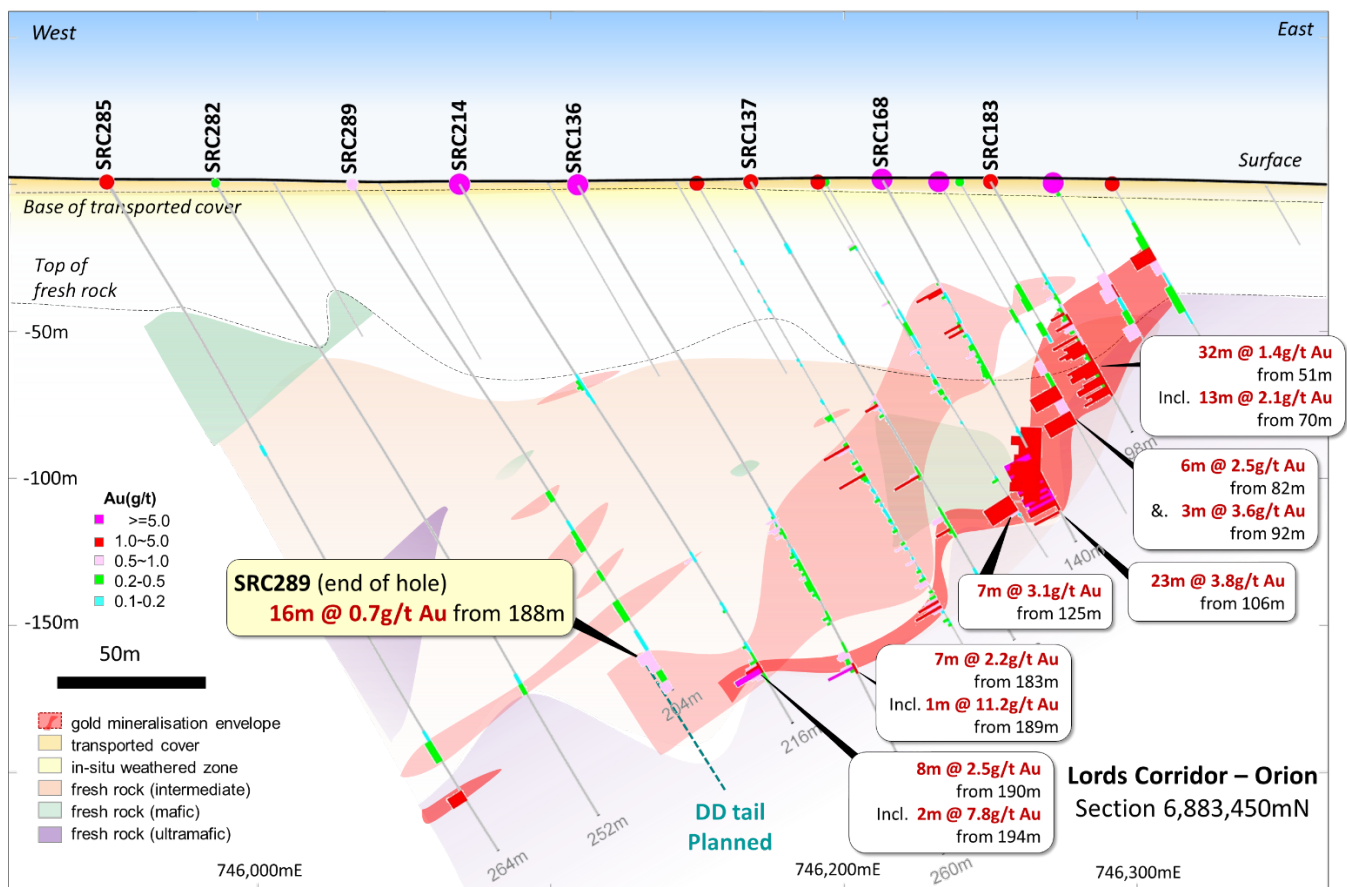 West
East
SRC285
SRC282
SRC289
SRC214
SRC136
SRC137
SRC168
SRC183
Surface
Base of transported cover
Top of
fresh rock
-50m
-100m
-150m
Au(g/t)
>=5.0
1.0~5.0
0.5~1.0
0.2-0.5
0.1-0.2
50m
32m @ 1.4g/t Au
from 51m
Incl. 13m @ 2.1g/t Au
from 70m
98m
6m @ 2.5g/t Au
from 82m
&. 3m @ 3.6g/t Au
from 92m
140m
23m @ 3.8g/t Au
from 106m
7m @ 3.1g/t Au
from 125m
SRC289 (end of hole)
16m @ 0.7g/t Au from 188m
7m @ 2.2g/t Au
from 183m
Incl. 1m @ 11.2g/t Au
from 189m
204m
216m
8m @ 2.5g/t Au
from 190m
Incl. 2m @ 7.8g/t Au
from 194m
DD tail
Planned
252m
264m
260m
gold mineralisation envelope
transported cover
in-situ weathered zone
fresh rock (intermediate)
fresh rock (mafic)
fresh rock (ultramafic)
Lords Corridor – Orion
Section 6,883,450mN
746,000mE
746,200mE
746,300mE